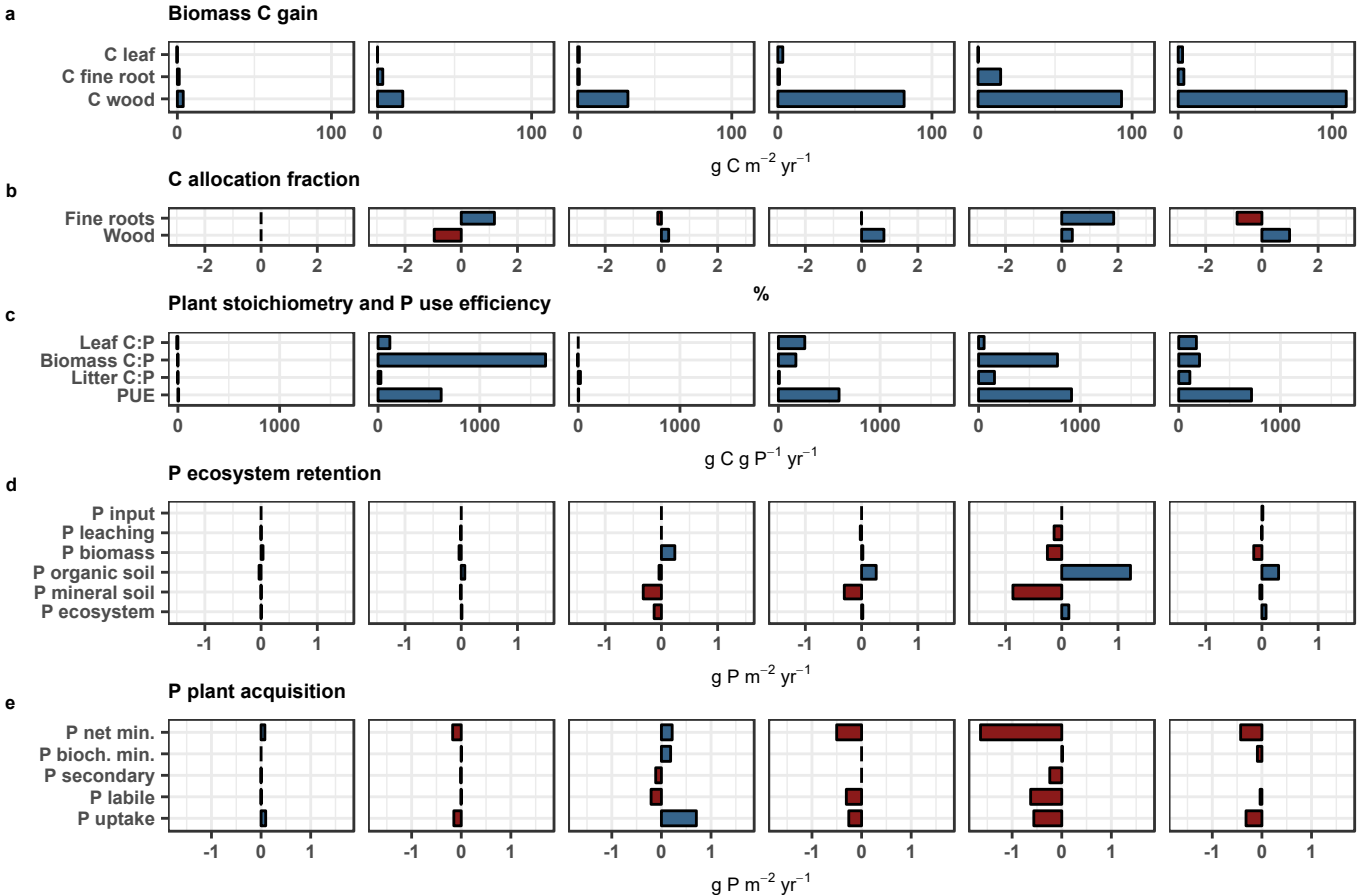 a
Biomass C gain
C leaf
C fine root
C wood
0 100 0 100 0 100 0 100 0 100 0 100
g C m⁻² yr⁻¹
b
C allocation fraction
Fine roots
Wood
-2 0 2 -2 0 2 -2 0 2 -2 0 2 -2 0 2 -2 0 2
%
c
Plant stoichiometry and P use efficiency
Leaf C:P
Biomass C:P
Litter C:P
PUE
0 1000 0 1000 0 1000 0 1000 0 1000 0 1000
g C g P⁻¹ yr⁻¹
d
P ecosystem retention
P input
P leaching
P biomass
P organic soil
P mineral soil
P ecosystem
-1 0 1 -1 0 1 -1 0 1 -1 0 1 -1 0 1 -1 0 1
g P m⁻² yr⁻¹
e
P plant acquisition
P net min.
P bioch. min.
P secondary
P labile
P uptake
-1 0 1 -1 0 1 -1 0 1 -1 0 1 -1 0 1 -1 0 1
g P m⁻² yr⁻¹